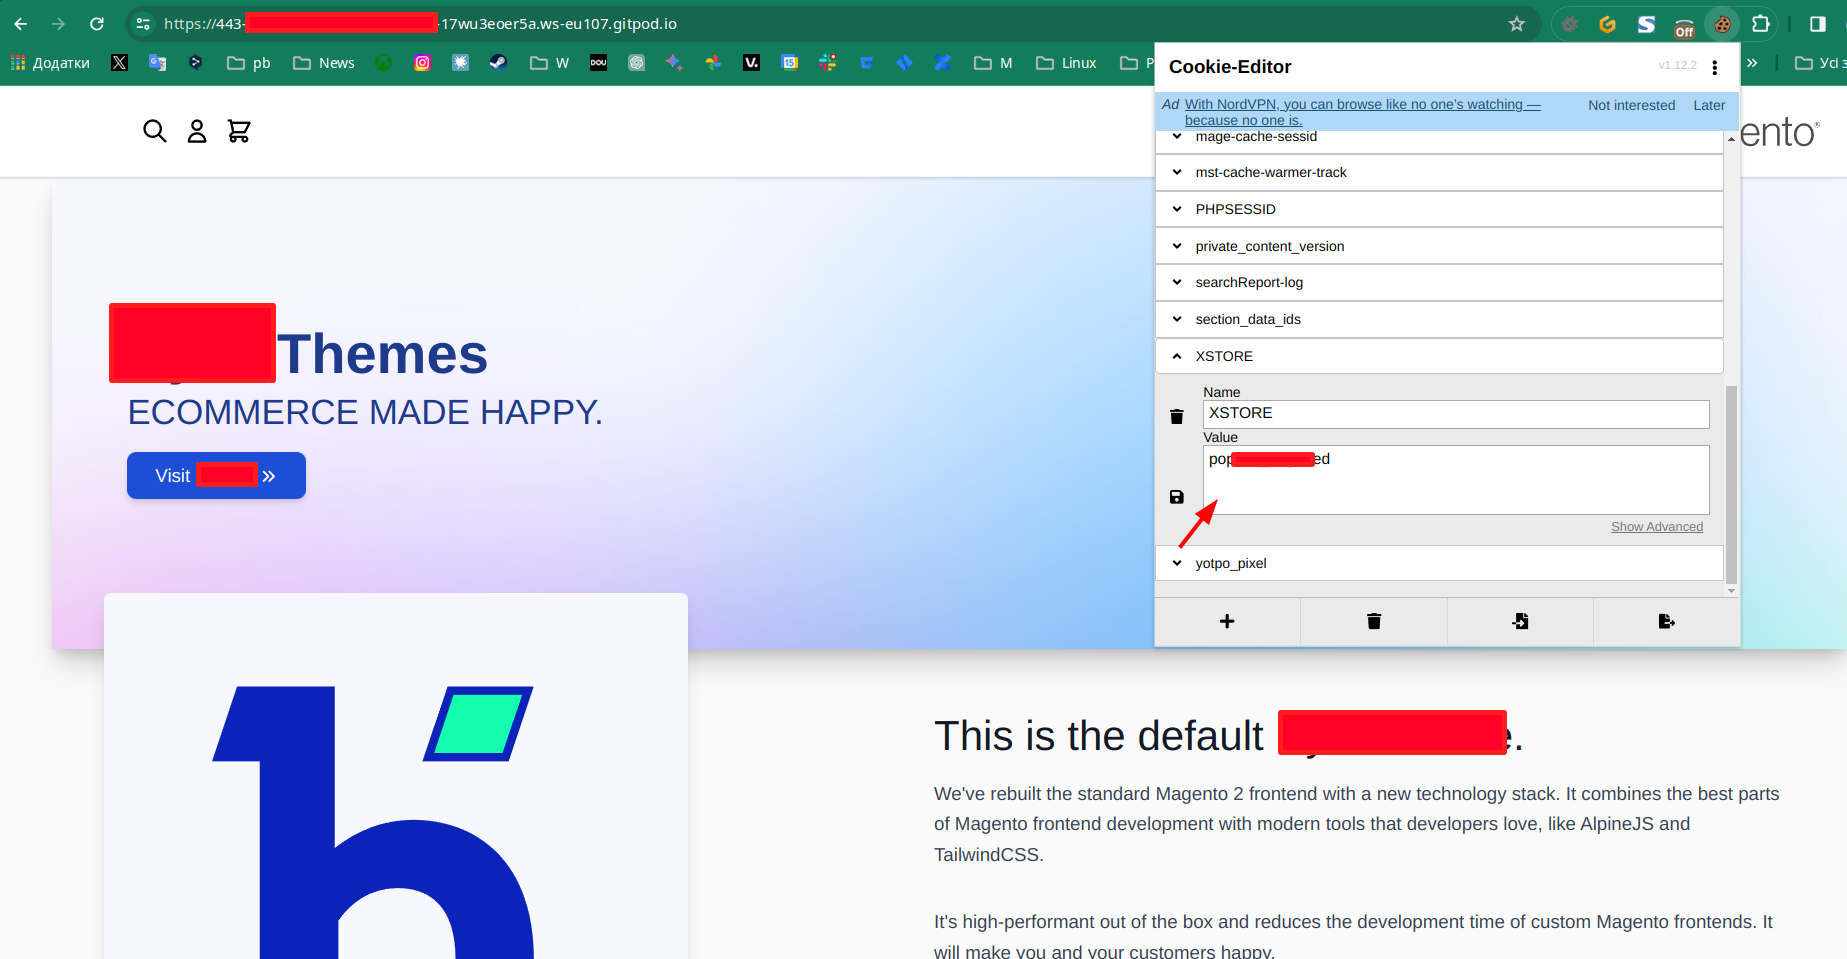 https://443-
-17wu3eoer5a.ws-eu107.gitpod.io
Off
Додатки
pb
News
W
DOU
V.
15
M
Linux
P
»
Усі з
Cookie-Editor
v1.12.2
Ad With NordVPN, you can browse like no one's watching —
because no one is.
Not interested
Later
mage-cache-sessid
mst-cache-warmer-track
PHPSESSID
private_content_version
searchReport-log
section_data_ids
XSTORE
Name
XSTORE
Value
pop
ed
Show Advanced
yotpo_pixel
ento®
Themes
ECOMMERCE MADE HAPPY.
Visit
»
This is the default
e.
We've rebuilt the standard Magento 2 frontend with a new technology stack. It combines the best parts
of Magento frontend development with modern tools that developers love, like AlpineJS and
TailwindCSS.
It's high-performant out of the box and reduces the development time of custom Magento frontends. It
will make you and your customers happy.